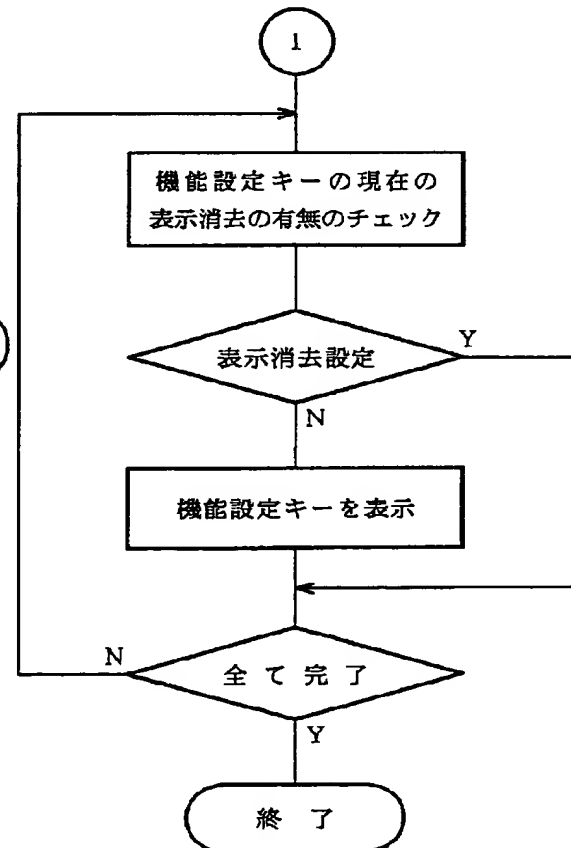 1
機能設定キーの現在の
表示消去の有無のチェック
表示消去設定
Y
N
機能設定キーを表示
全て完了
N
Y
終了